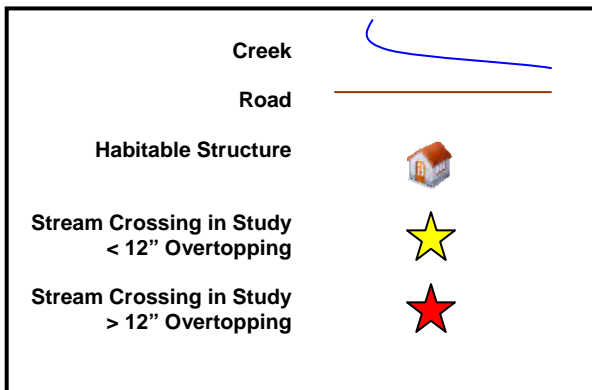 Creek
Road
Habitable Structure
Stream Crossing in Study
< 12” Overtopping
Stream Crossing in Study
> 12” Overtopping